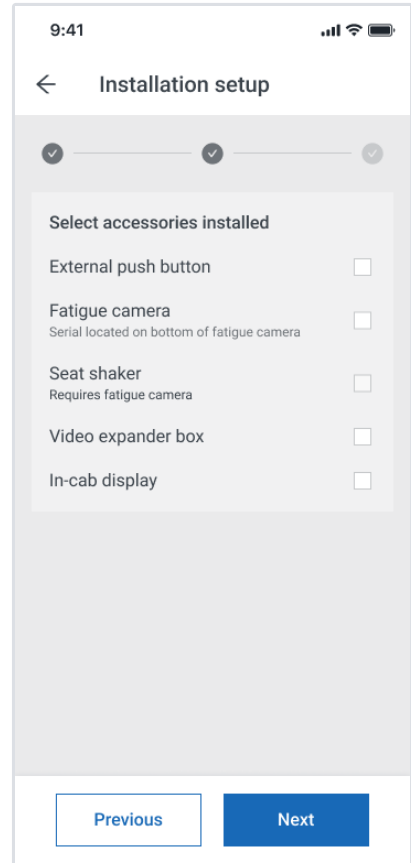 9:41
Installation setup
Select accessories installed
External push button
Fatigue camera
Serial located on bottom of fatigue camera
Seat shaker
Requires fatigue camera
Video expander box
In-cab display
Previous
Next